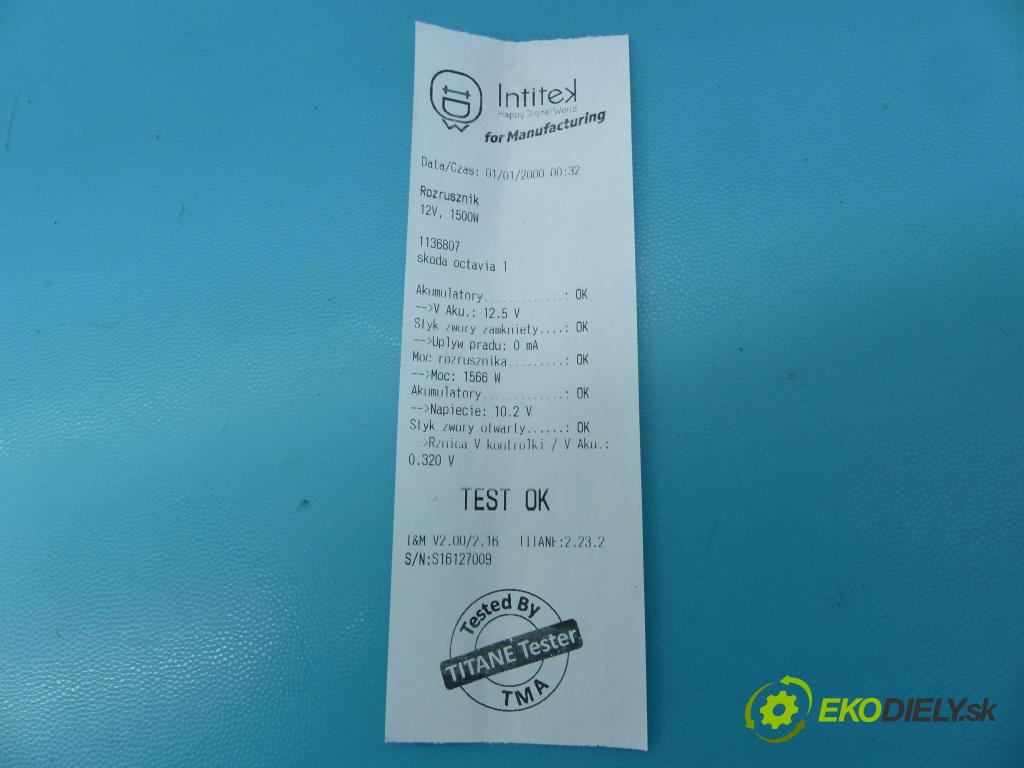 Intitek
Happy Digital World
for Manufacturing
Data/Czas: 01/01/2000 00:32
Rozrusznik
12V, 1500W
1136807
skoda octavia 1
Akumulatory............: OK
-->V Aku.: 12.5 V
Styk zwory zamkniety....: OK
-->Uplyw pradu: 0 mA
Moc rozrusznika.........: OK
-->Moc: 1566 W
Akumulatory.............: OK
-->Napiecie: 10.2 V
Styk zwory otwarty......: OK
-->Rznica V kontrolki / V Aku.:
0.320 V
TEST OK
I&M V2.00/2.16 TITANE:2.23.2
S/N:S16127009
Tested By
TITANE Tester
TMA
EKODIELY.sk